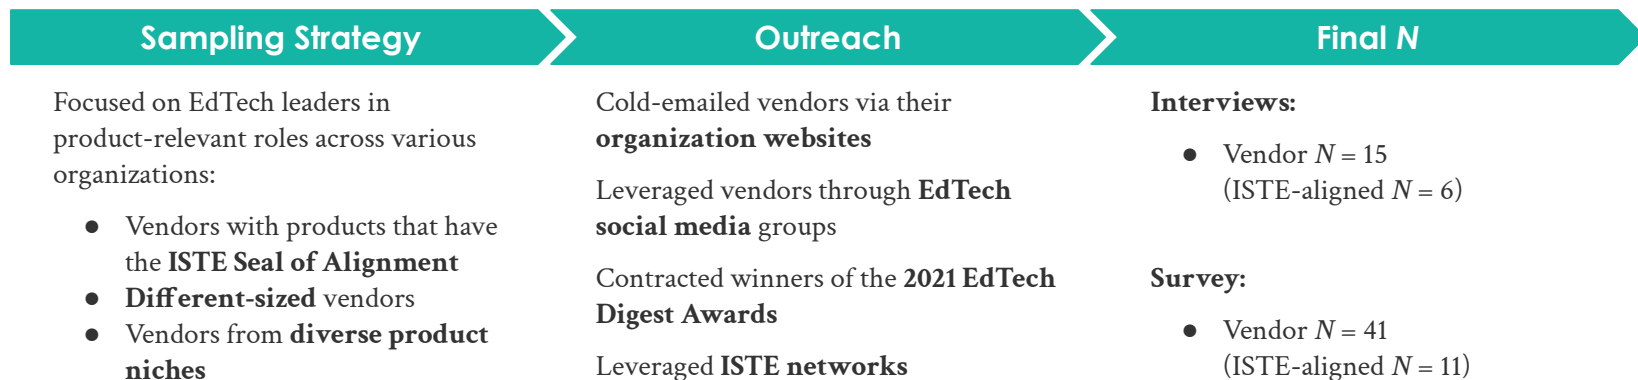 Sampling Strategy
Focused on EdTech leaders in
product-relevant roles across various
organizations:
● Vendors with products that have
the ISTE Seal of Alignment
● Different-sized vendors
● Vendors from diverse product
niches
Outreach
Cold-emailed vendors via their
organization websites
Leveraged vendors through EdTech
social media groups
Contracted winners of the 2021 EdTech
Digest Awards
Leveraged ISTE networks
Final N
Interviews:
● Vendor N = 15
(ISTE-aligned N = 6)
Survey:
● Vendor N = 41
(ISTE-aligned N = 11)